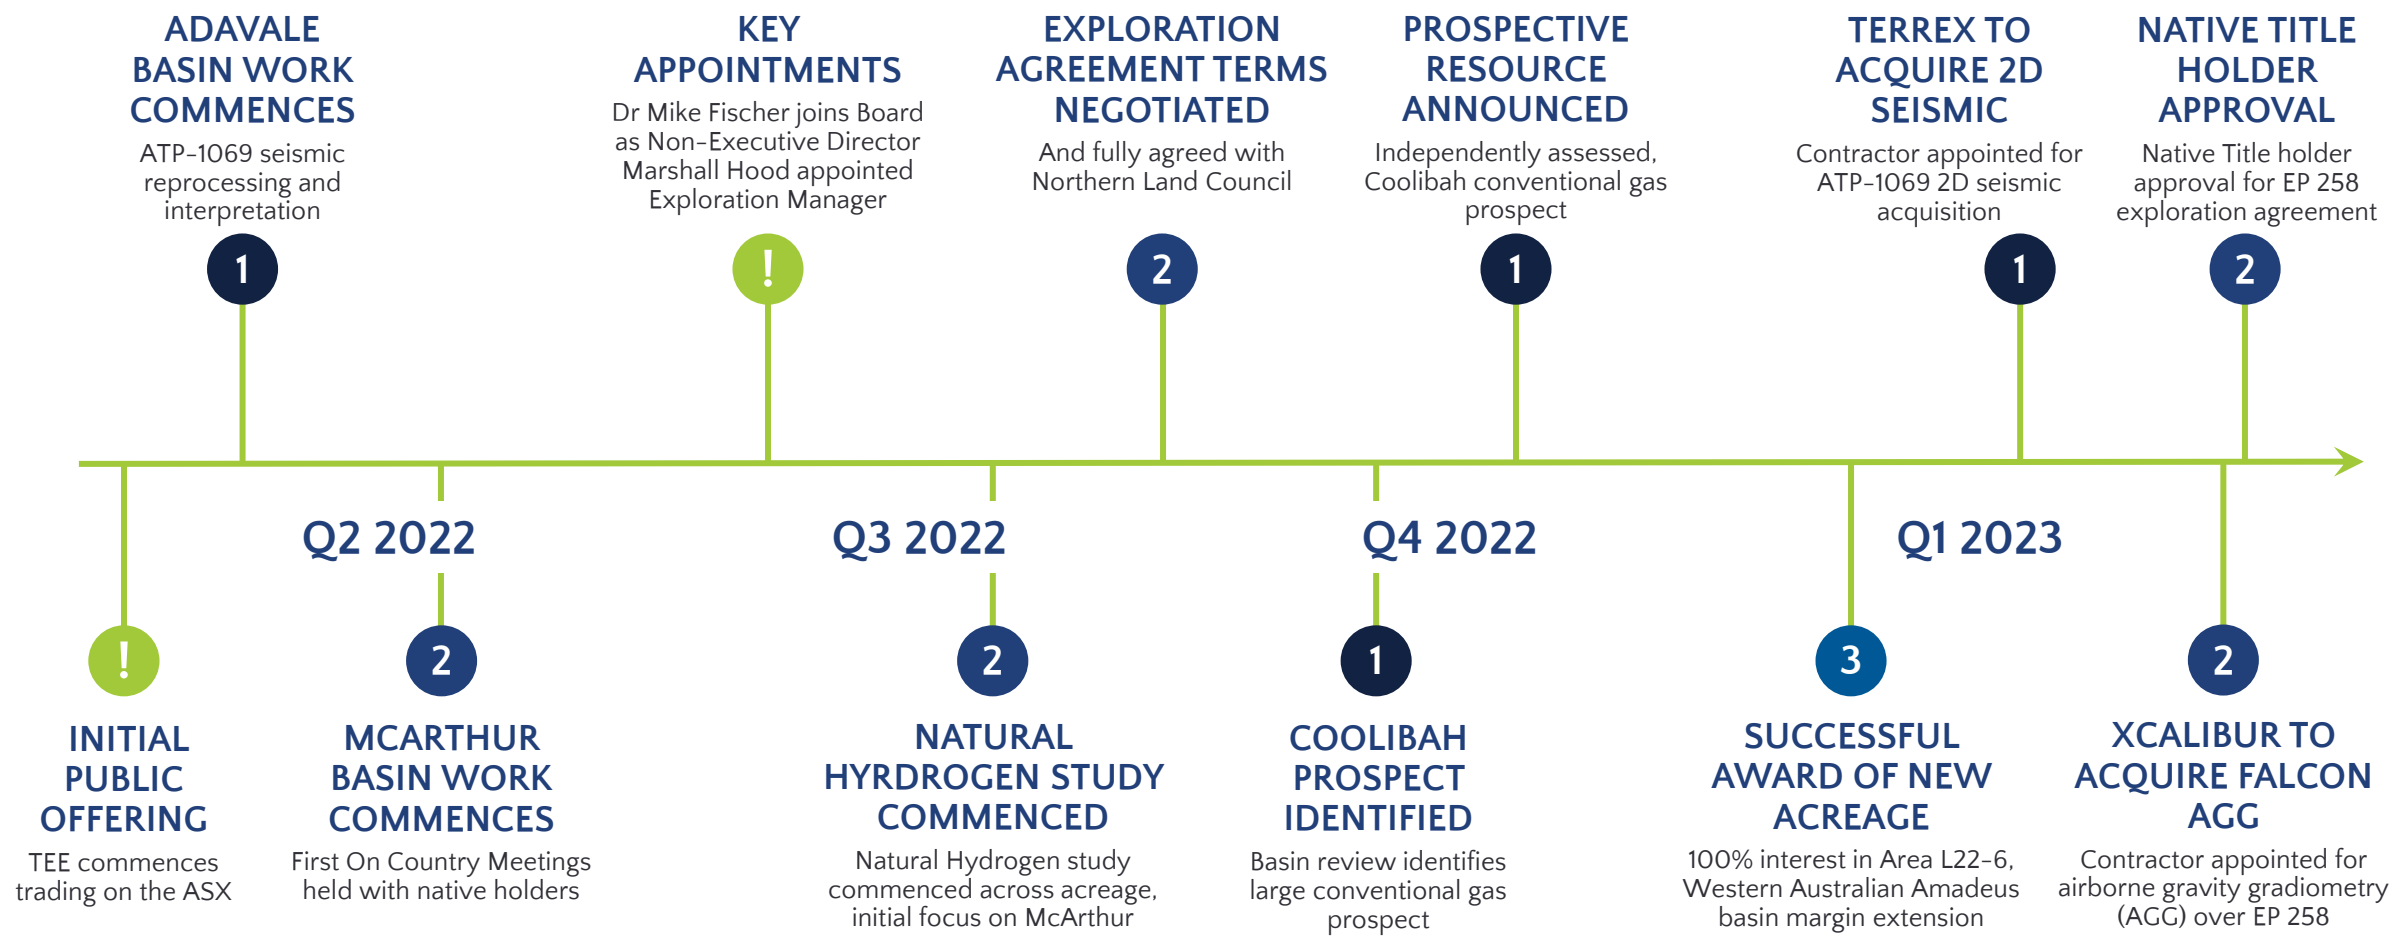 ADAVALE
BASIN WORK
COMMENCES
ATP-1069 seismic
reprocessing and
interpretation
1
KEY
APPOINTMENTS
Dr Mike Fischer joins Board
as Non-Executive Director
Marshall Hood appointed
Exploration Manager
!
EXPLORATION
AGREEMENT TERMS
NEGOTIATED
And fully agreed with
Northern Land Council
2
PROSPECTIVE
RESOURCE
ANNOUNCED
Independently assessed,
Coolibah conventional gas
prospect
1
TERREX TO
ACQUIRE 2D
SEISMIC
Contractor appointed for
ATP-1069 2D seismic
acquisition
1
NATIVE TITLE
HOLDER
APPROVAL
Native Title holder
approval for EP 258
exploration agreement
2
Q2 2022
Q3 2022
Q4 2022
Q1 2023
!
INITIAL
PUBLIC
OFFERING
TEE commences
trading on the ASX
2
MCARTHUR
BASIN WORK
COMMENCES
First On Country Meetings
held with native holders
2
NATURAL
HYRDROGEN STUDY
COMMENCED
Natural Hydrogen study
commenced across acreage,
initial focus on McArthur
1
COOLIBAH
PROSPECT
IDENTIFIED
Basin review identifies
large conventional gas
prospect
3
SUCCESSFUL
AWARD OF NEW
ACREAGE
100% interest in Area L22-6,
Western Australian Amadeus
basin margin extension
2
XCALIBUR TO
ACQUIRE FALCON
AGG
Contractor appointed for
airborne gravity gradiometry
(AGG) over EP 258